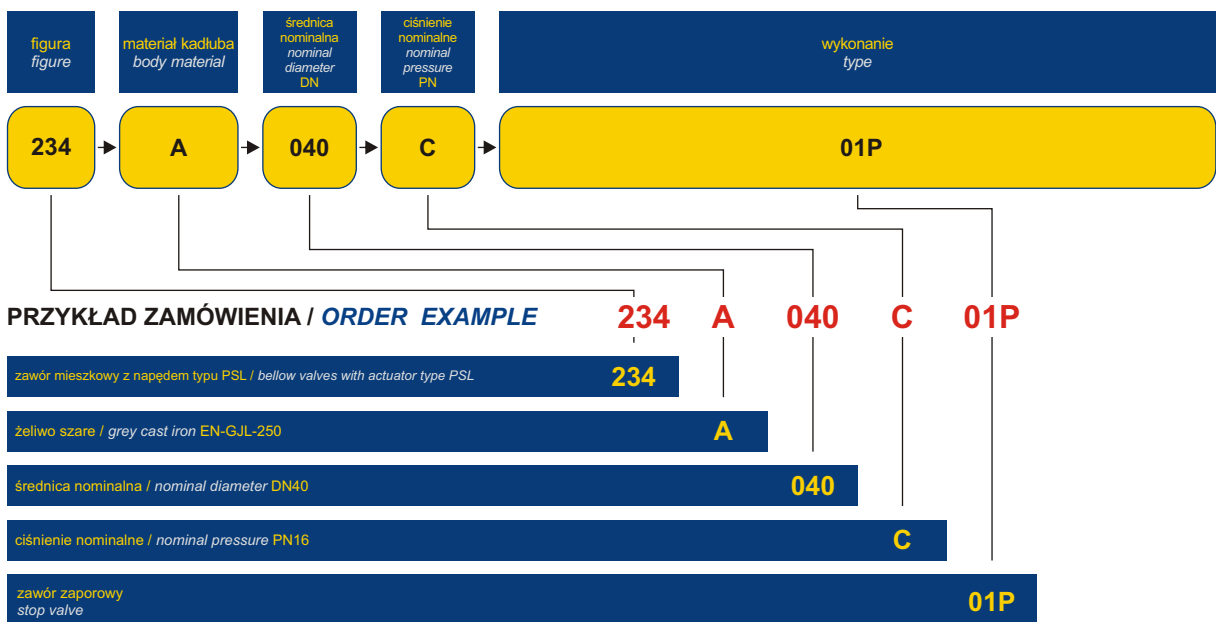 figura
figure
materiał kadłuba
body material
średnica
nominalna
nominal
diameter
DN
ciśnienie
nominalne
nominal
pressure
PN
wykonanie
type
234
A
040
C
01P
PRZYKŁAD ZAMÓWIENIA / ORDER EXAMPLE
234 A 040 C 01P
zawór mieszkowy z napędem typu PSL / bellow valves with actuator type PSL 234
żeliwo szare / grey cast iron EN-GJL-250 A
średnica nominalna / nominal diameter DN40 040
ciśnienie nominalne / nominal pressure PN16 C
zawór zaporowy
stop valve
01P